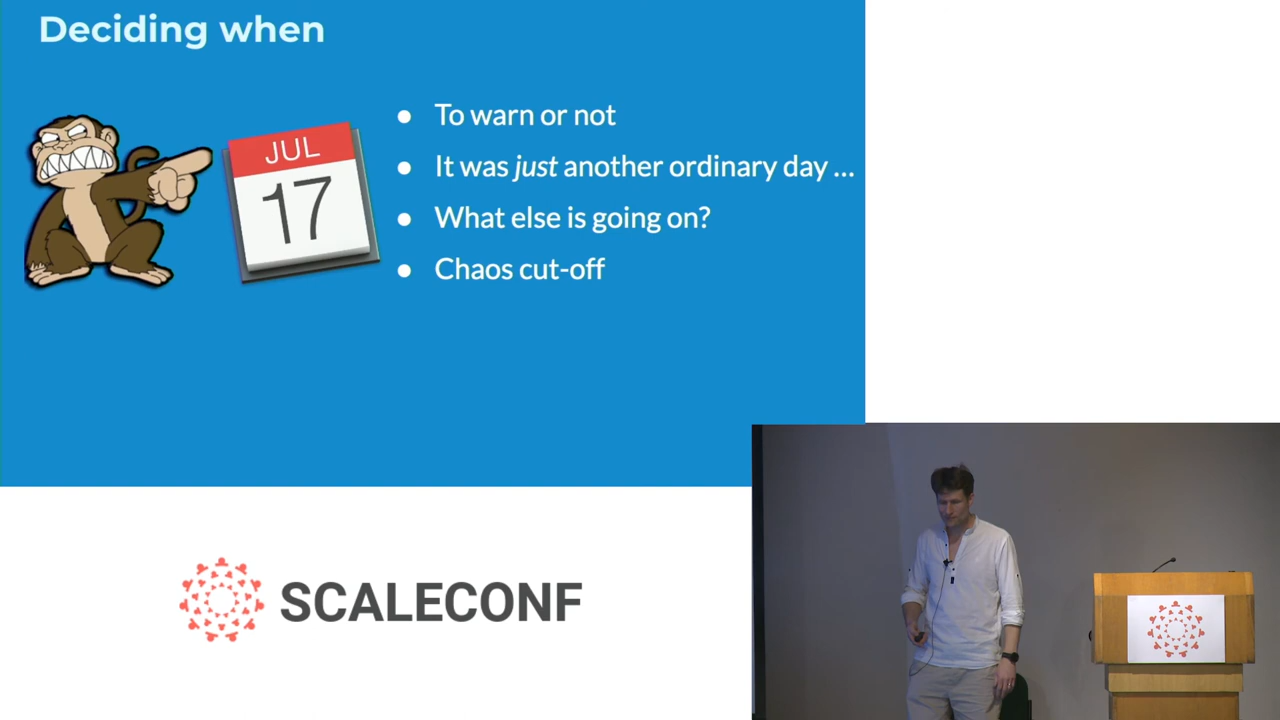 Deciding when
JUL
17
● To warn or not
● It was just another ordinary day ...
● What else is going on?
● Chaos cut-off
SCALECONF